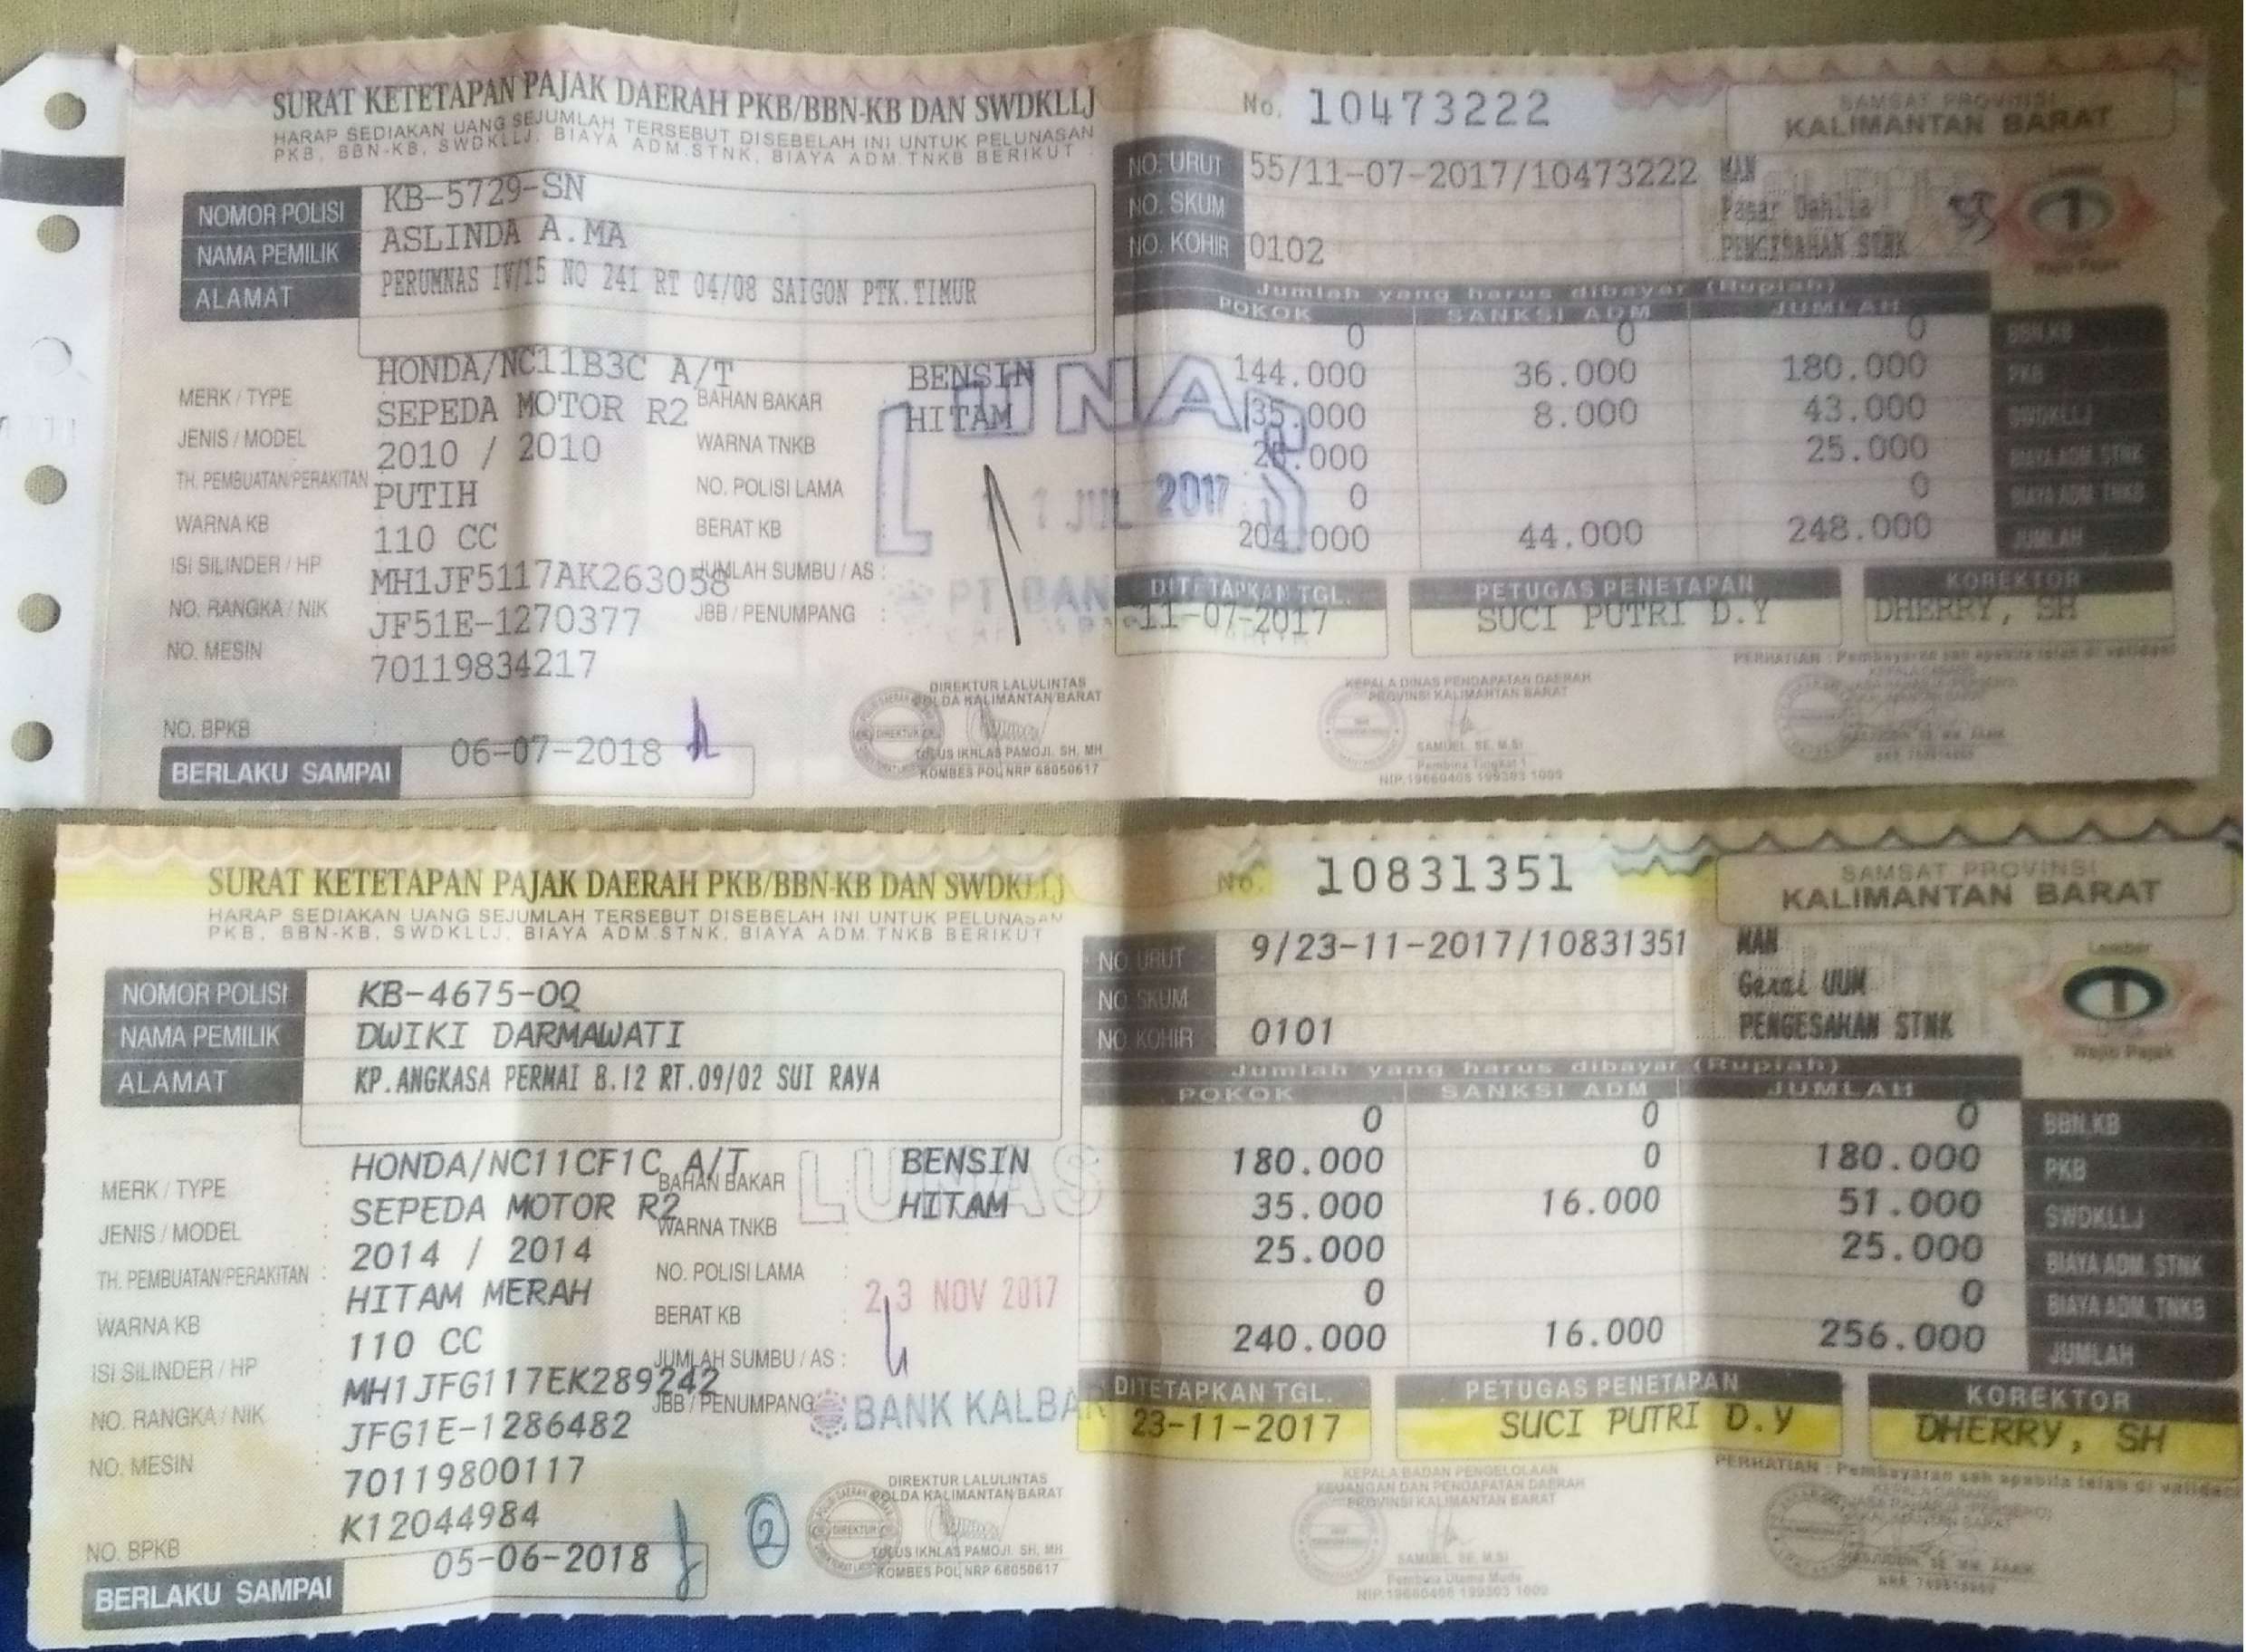 SURAT KETETAPAN PAJAK DAERAH PKB/BBN-KB DAN SWDKLLJ
HARAP SEDIAKAN UANG SEJUMLAH TERSEBUT DISEBELAH INI UNTUK PELUNASAN
PKB, BBN-KB, SWDKLLJ, BIAYA ADM.STNK, BIAYA ADM.TNKB BERIKUT
NOMOR POLISI KB-5729-SN
NAMA PEMILIK ASLINDA A.MA
ALAMAT PERUMNAS IV/15 NO 241 RT 04/08 SAIGON PTK.TIMUR
MERK / TYPE HONDA/NC11B3C A/T
JENIS / MODEL SEPEDA MOTOR R2
TH. PEMBUATAN/PERAKITAN 2010 / 2010
WARNA KB PUTIH
ISI SILINDER / HP 110 CC
NO. RANGKA / NIK MH1JF5117AK263058
NO. MESIN JF51E-1270377
70119834217
NO. BPKB
BERLAKU SAMPAI 06-07-2018
BAHAN BAKAR BENSIN
WARNA TNKB HITAM
NO. POLISI LAMA
BERAT KB
JUMLAH SUMBU / AS :
JBB / PENUMPANG :
LUNAS
11 JUL 2017
PT BANK
DIREKTUR LALULINTAS
POLDA KALIMANTAN BARAT
TULUS IKHLAS PAMOJI. SH, MH
KOMBES POL NRP 68050617
No. 10473222
SAMSAT PROVINSI
KALIMANTAN BARAT
NO. URUT 55/11-07-2017/10473222
NO. SKUM
NO. KOHIR 0102
MAN
Pasar Dahlia
PENGESAHAN STNK
55
Lembar
1
Wajib Pajak
Jumlah yang harus dibayar (Rupiah)
POKOK SANKSI ADM JUMLAH
0 0 0 BBN.KB
144.000 36.000 180.000 PKB
35.000 8.000 43.000 SWDKLLJ
25.000 25.000 BIAYA ADM. STNK
0 0 BIAYA ADM. TNKB
204.000 44.000 248.000 JUMLAH
DITETAPKAN TGL. PETUGAS PENETAPAN KOREKTOR
11-07-2017 SUCI PUTRI D.Y DHERRY, SH
PERHATIAN : Pembayaran sah apabila telah di validasi
KEPALA DINAS PENDAPATAN DAERAH
PROVINSI KALIMANTAN BARAT
SAMUEL, SE, M.Si
Pembina Tingkat I
SURAT KETETAPAN PAJAK DAERAH PKB/BBN-KB DAN SWDKLLJ
HARAP SEDIAKAN UANG SEJUMLAH TERSEBUT DISEBELAH INI UNTUK PELUNASAN
PKB, BBN-KB, SWDKLLJ, BIAYA ADM.STNK, BIAYA ADM.TNKB BERIKUT
NOMOR POLISI KB-4675-OQ
NAMA PEMILIK DWIKI DARMAWATI
ALAMAT KP.ANGKASA PERMAI B.12 RT.09/02 SUI RAYA
MERK / TYPE : HONDA/NC11CF1C A/T
JENIS / MODEL : SEPEDA MOTOR R2
TH. PEMBUATAN/PERAKITAN : 2014 / 2014
WARNA KB : HITAM MERAH
ISI SILINDER / HP : 110 CC
NO. RANGKA / NIK : MH1JFG117EK289242
NO. MESIN : JFG1E-1286482
70119800117
NO. BPKB : K12044984
BERLAKU SAMPAI 05-06-2018
BAHAN BAKAR BENSIN
WARNA TNKB HITAM
NO. POLISI LAMA :
BERAT KB
JUMLAH SUMBU / AS :
JBB / PENUMPANG
LUNAS
23 NOV 2017
BANK KALBAR
2
DIREKTUR LALULINTAS
POLDA KALIMANTAN BARAT
TULUS IKHLAS PAMOJI. SH, MH
KOMBES POL NRP 68050617
No. 10831351
SAMSAT PROVINSI
KALIMANTAN BARAT
NO URUT 9/23-11-2017/10831351
NO SKUM
NO KOHIR 0101
MAN
Gerai UUM
PENGESAHAN STNK
Lembar
1
Wajib Pajak
Jumlah yang harus dibayar (Rupiah)
POKOK SANKSI ADM JUMLAH
0 0 0 BBN.KB
180.000 0 180.000 PKB
35.000 16.000 51.000 SWDKLLJ
25.000 25.000 BIAYA ADM. STNK
0 0 BIAYA ADM. TNKB
240.000 16.000 256.000 JUMLAH
DITETAPKAN TGL. PETUGAS PENETAPAN KOREKTOR
23-11-2017 SUCI PUTRI D.Y DHERRY, SH
PERHATIAN : Pembayaran sah apabila telah di validasi
KEPALA BADAN PENGELOLAAN
KEUANGAN DAN PENDAPATAN DAERAH
PROVINSI KALIMANTAN BARAT
SAMUEL, SE, M.Si
Pembina Utama Muda